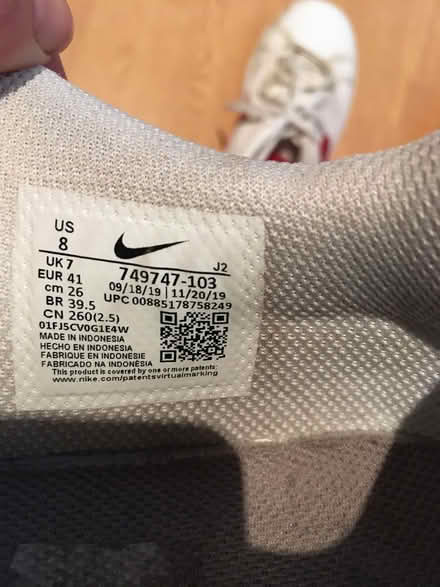 US
8
UK 7
J2
EUR 41
749747-103
cm 26
09/18/19 | 11/20/19
BR 39.5
UPC 00885178758249
CN 260(2.5)
01FJ5CV0G1E4W
MADE IN INDONESIA
HECHO EN INDONESIA
FABRIQUE EN INDONESIE
FABRICADO NA INDONÉSIA
This product is covered by one or more patents:
www.nike.com/patentsvirtualmarking